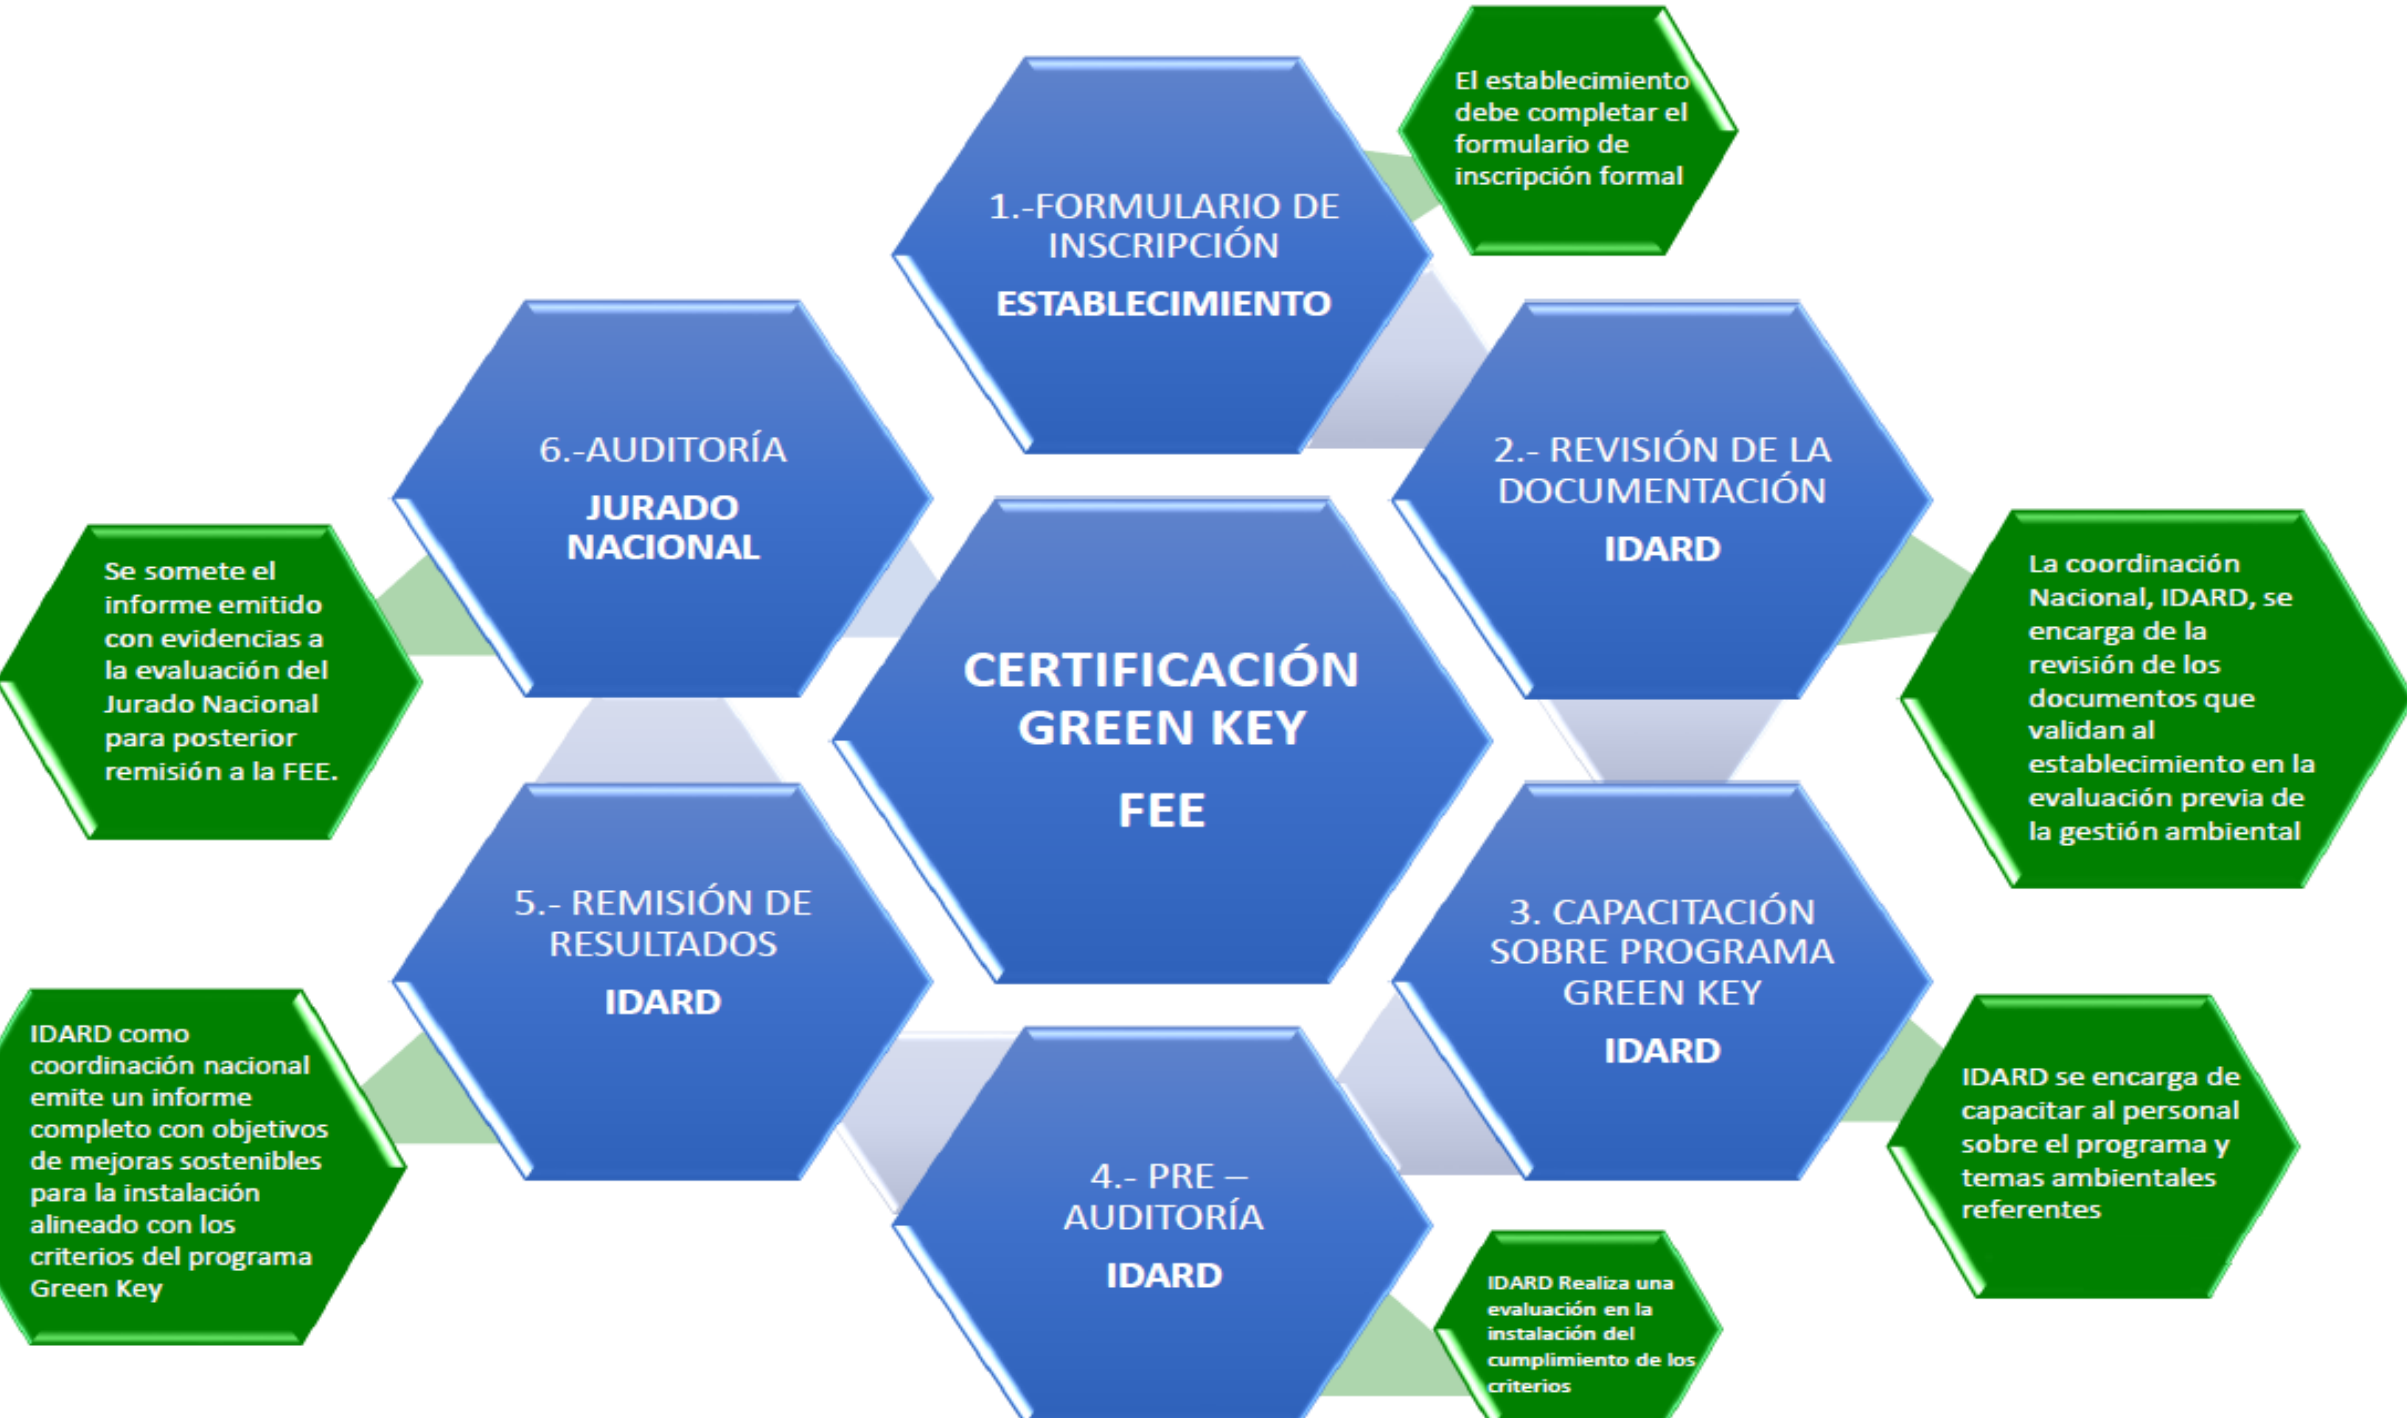 El establecimiento
debe completar el
formulario de
inscripción formal
1.-FORMULARIO DE
INSCRIPCIÓN
ESTABLECIMIENTO
2.- REVISIÓN DE LA
DOCUMENTACIÓN
IDARD
La coordinación
Nacional, IDARD, se
encarga de la
revisión de los
documentos que
validan al
establecimiento en la
evaluación previa de
la gestión ambiental
3. CAPACITACIÓN
SOBRE PROGRAMA
GREEN KEY
IDARD
IDARD se encarga de
capacitar al personal
sobre el programa y
temas ambientales
referentes
4.- PRE –
AUDITORÍA
IDARD
IDARD Realiza una
evaluación en la
instalación del
cumplimiento de los
criterios
5.- REMISIÓN DE
RESULTADOS
IDARD
IDARD como
coordinación nacional
emite un informe
completo con objetivos
de mejoras sostenibles
para la instalación
alineado con los
criterios del programa
Green Key
6.-AUDITORÍA
JURADO
NACIONAL
Se somete el
informe emitido
con evidencias a
la evaluación del
Jurado Nacional
para posterior
remisión a la FEE.
CERTIFICACIÓN
GREEN KEY
FEE